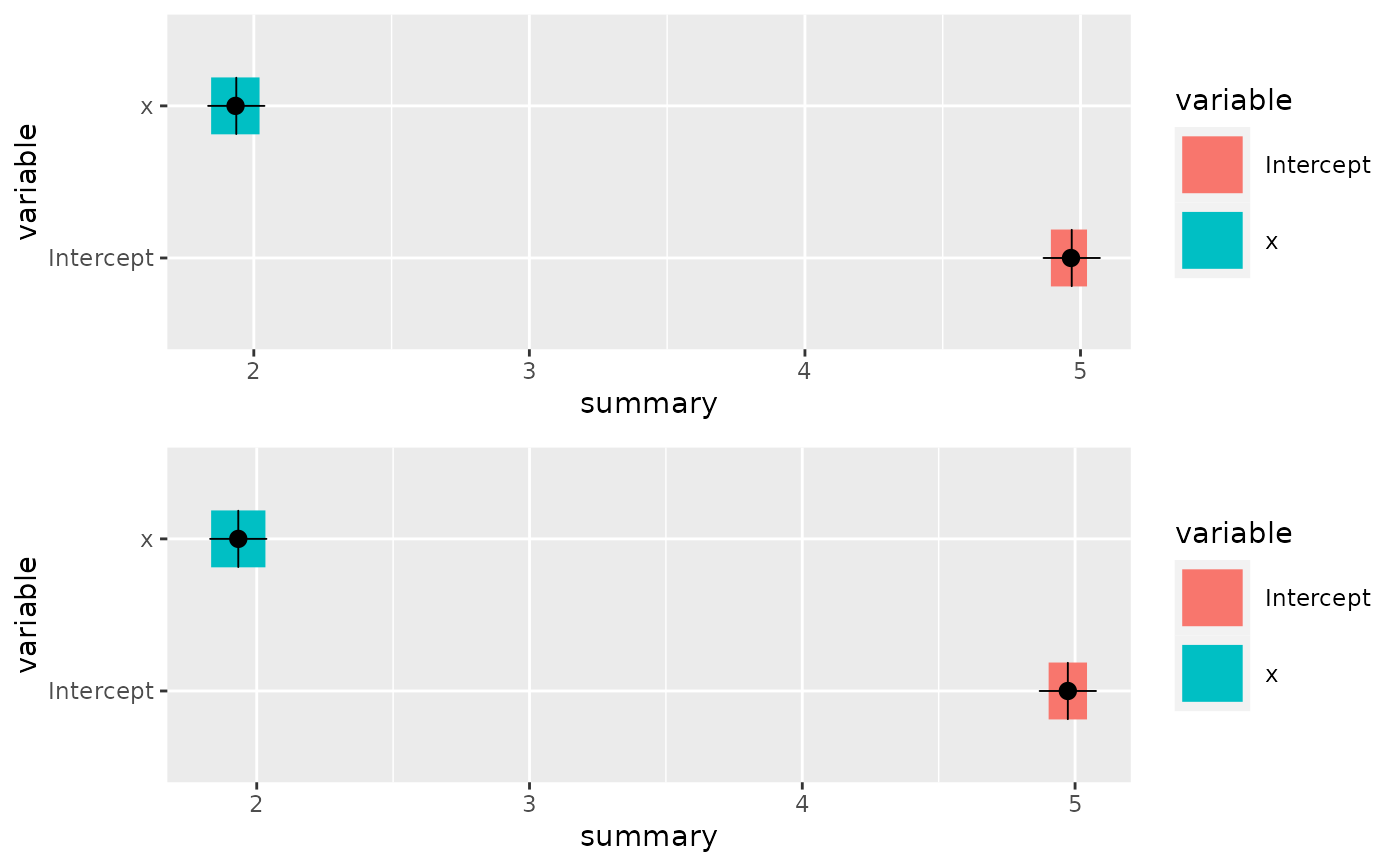 variable
x
Intercept
2 3 4 5
summary
variable
Intercept
x
variable
x
Intercept
2 3 4 5
summary
variable
Intercept
x